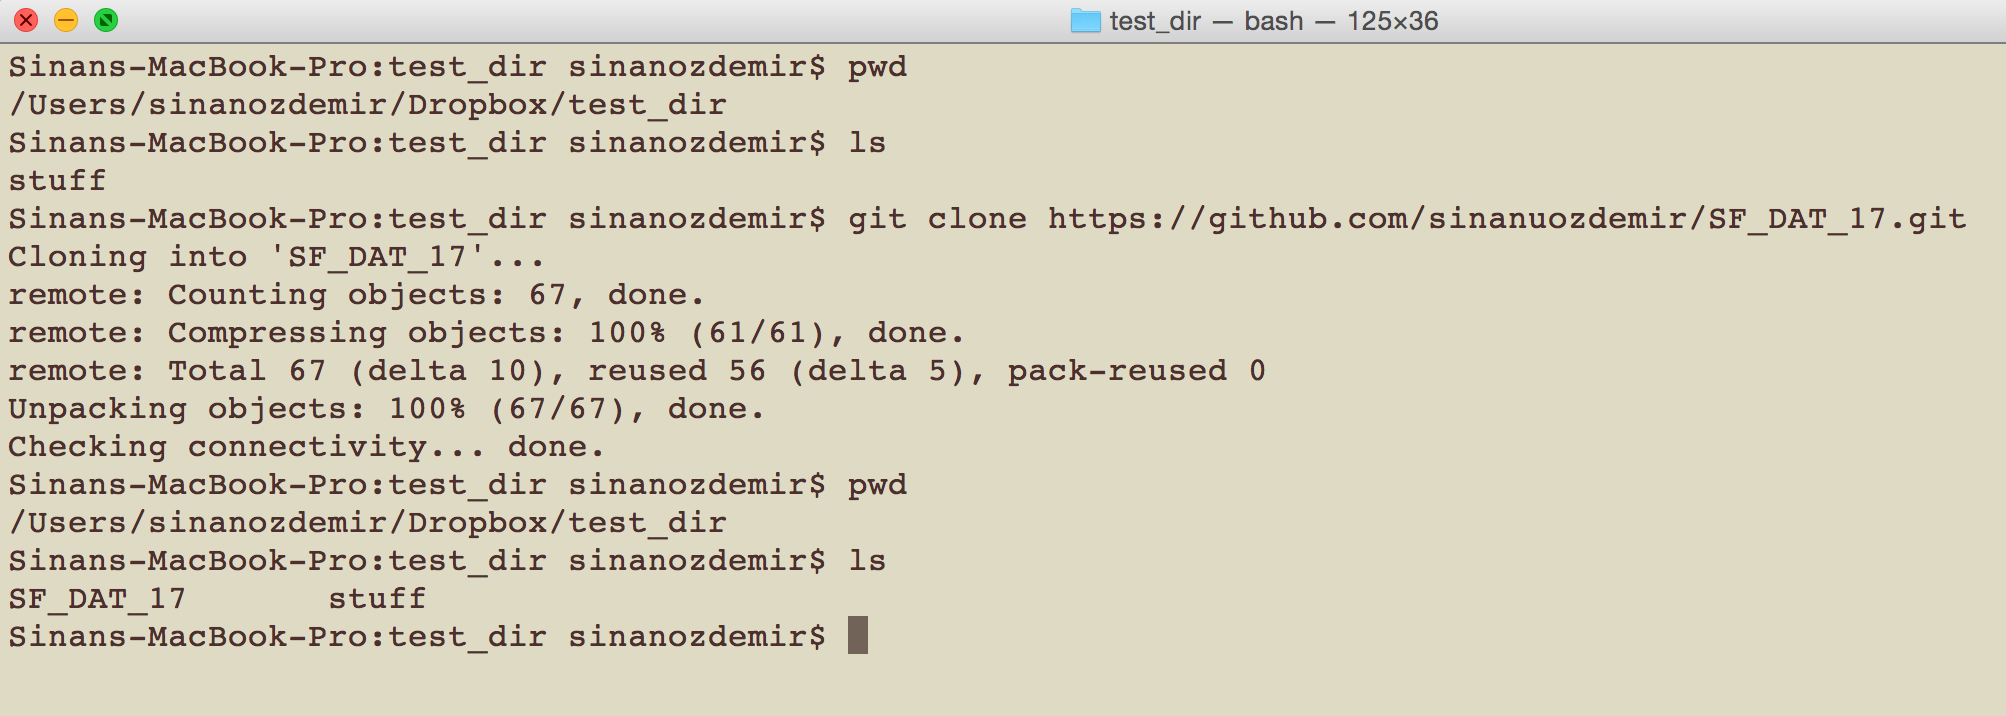 test_dir — bash — 125×36
Sinans-MacBook-Pro:test_dir sinanozdemir$ pwd
/Users/sinanozdemir/Dropbox/test_dir
Sinans-MacBook-Pro:test_dir sinanozdemir$ ls
stuff
Sinans-MacBook-Pro:test_dir sinanozdemir$ git clone https://github.com/sinanuozdemir/SF_DAT_17.git
Cloning into 'SF_DAT_17'...
remote: Counting objects: 67, done.
remote: Compressing objects: 100% (61/61), done.
remote: Total 67 (delta 10), reused 56 (delta 5), pack-reused 0
Unpacking objects: 100% (67/67), done.
Checking connectivity... done.
Sinans-MacBook-Pro:test_dir sinanozdemir$ pwd
/Users/sinanozdemir/Dropbox/test_dir
Sinans-MacBook-Pro:test_dir sinanozdemir$ ls
SF_DAT_17       stuff
Sinans-MacBook-Pro:test_dir sinanozdemir$